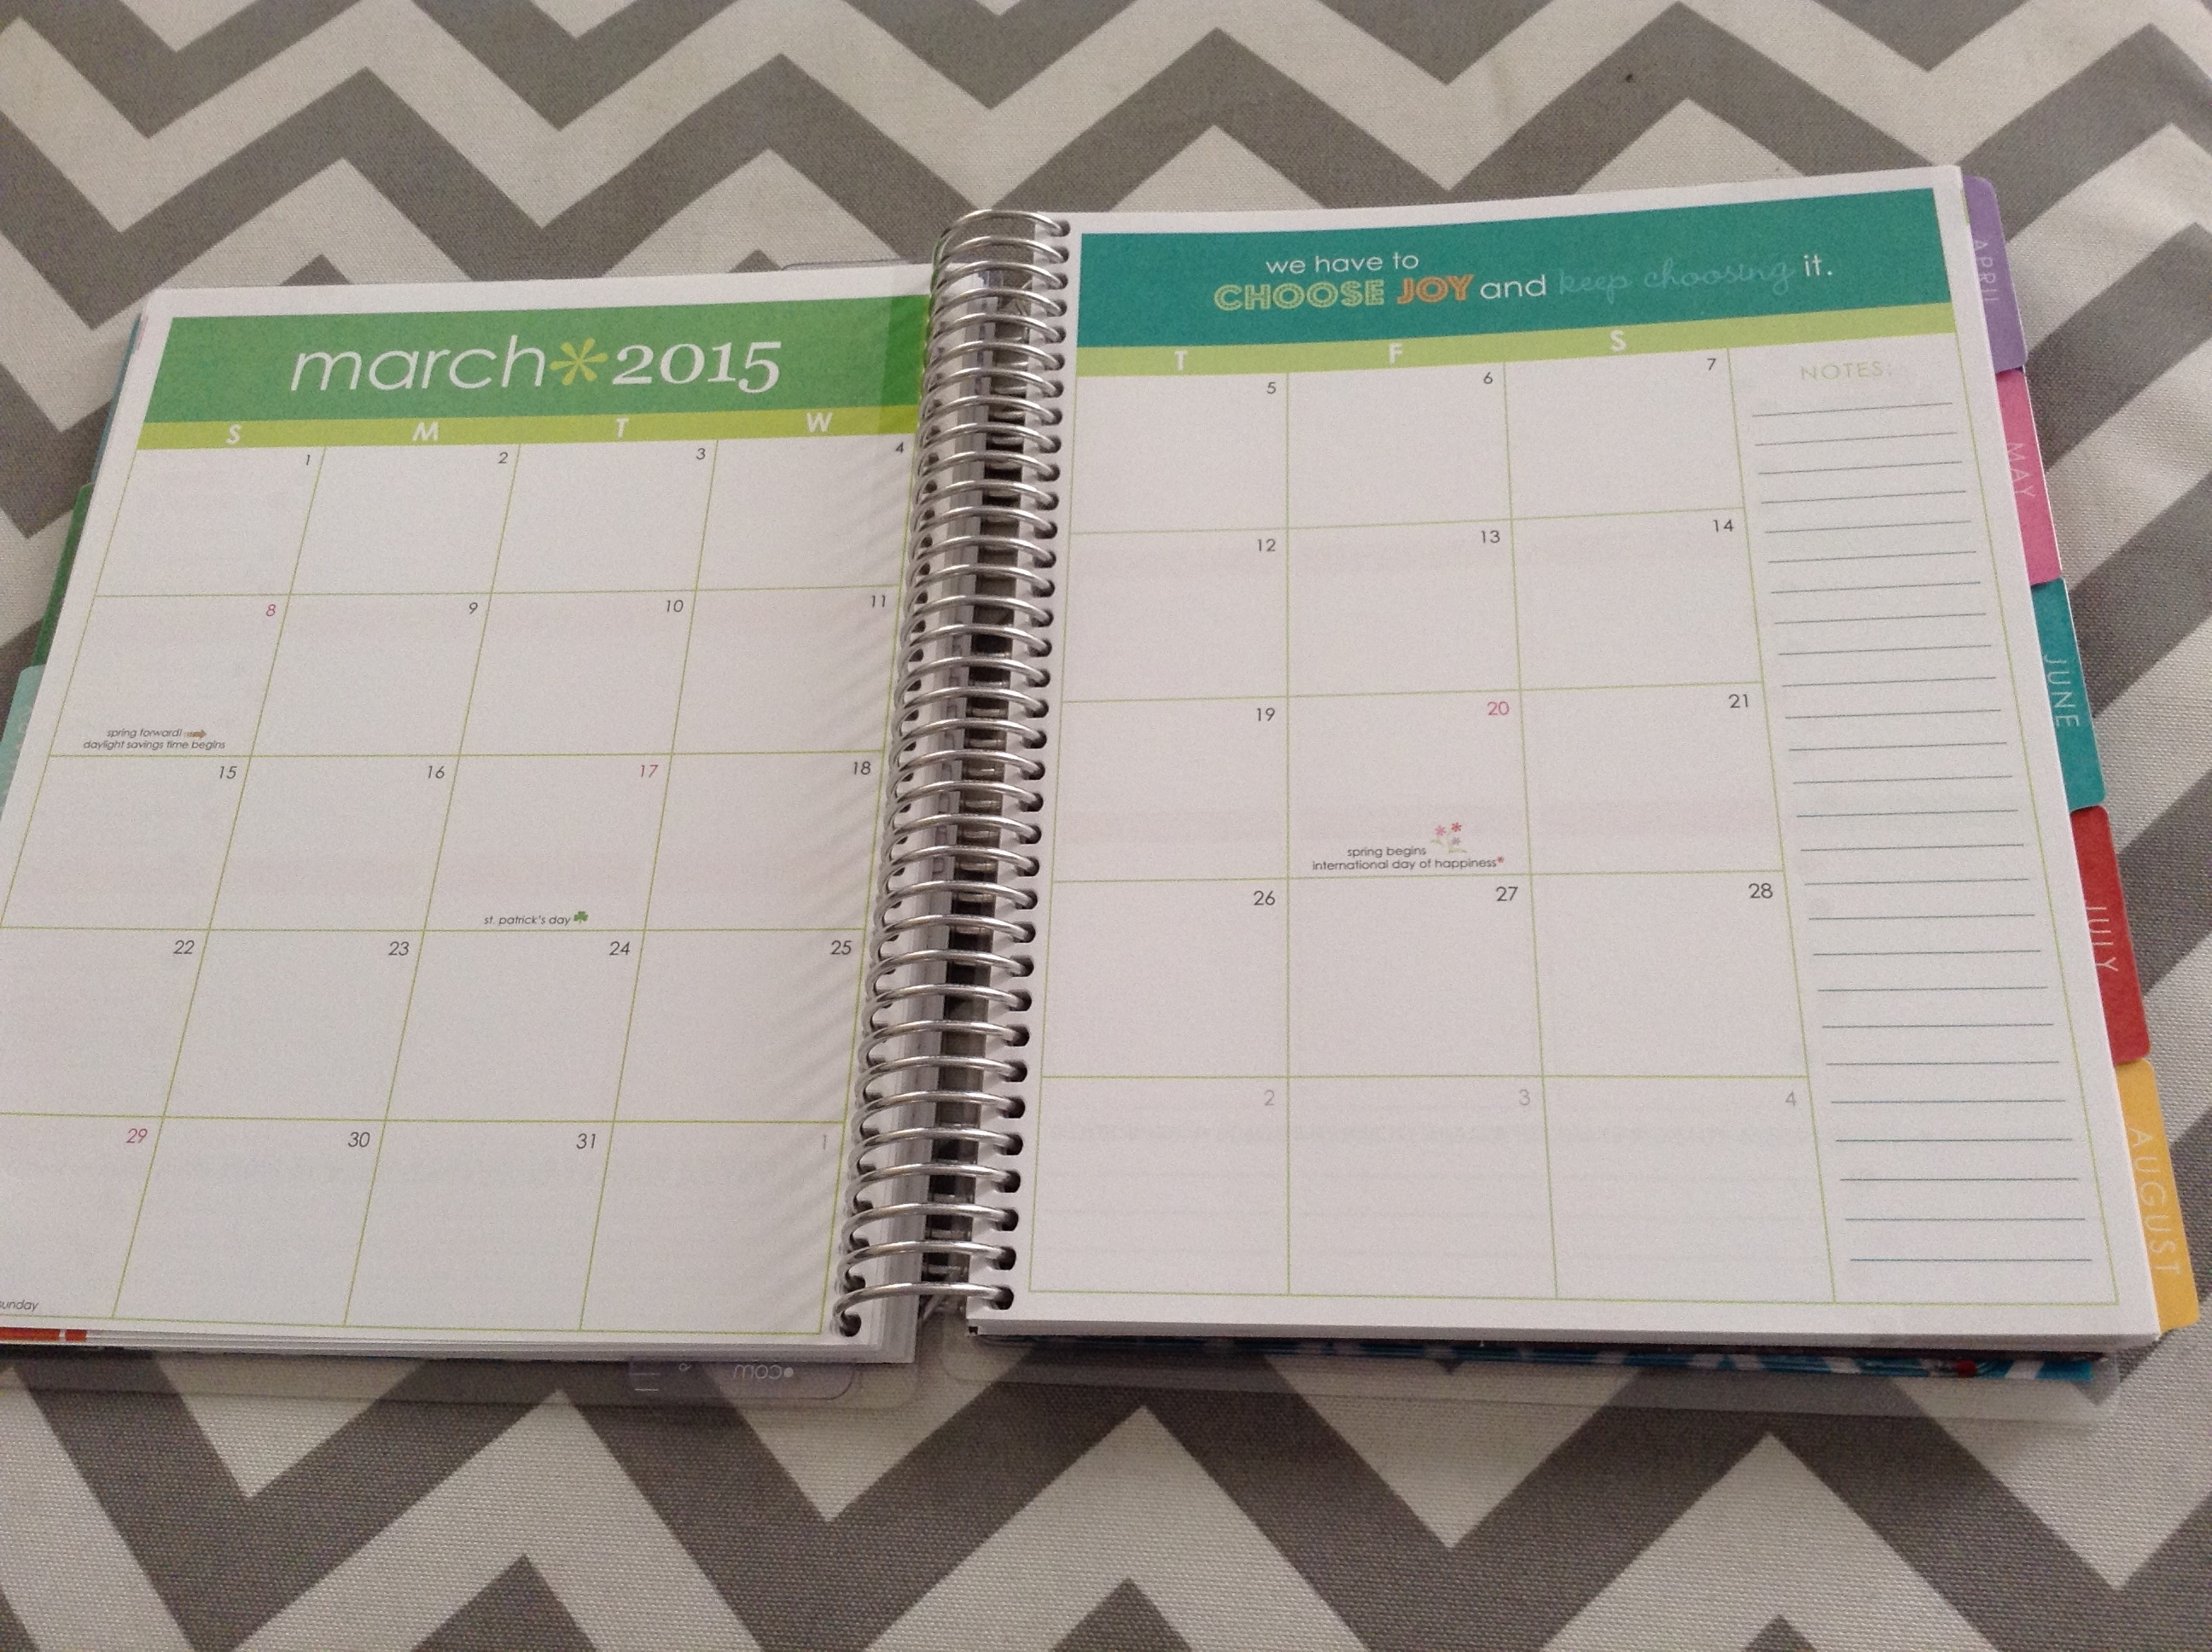 march*2015
S M T W
1 2 3 4
8 9 10 11
spring forward!
daylight savings time begins
15 16 17 18
st. patrick's day
22 23 24 25
29 30 31 1
sunday
we have to
CHOOSE JOY and keep choosing it.
T F S
NOTES:
5 6 7
12 13 14
19 20 21
spring begins
international day of happiness*
26 27 28
2 3 4
APRIL
MAY
JUNE
JULY
AUGUST
.com